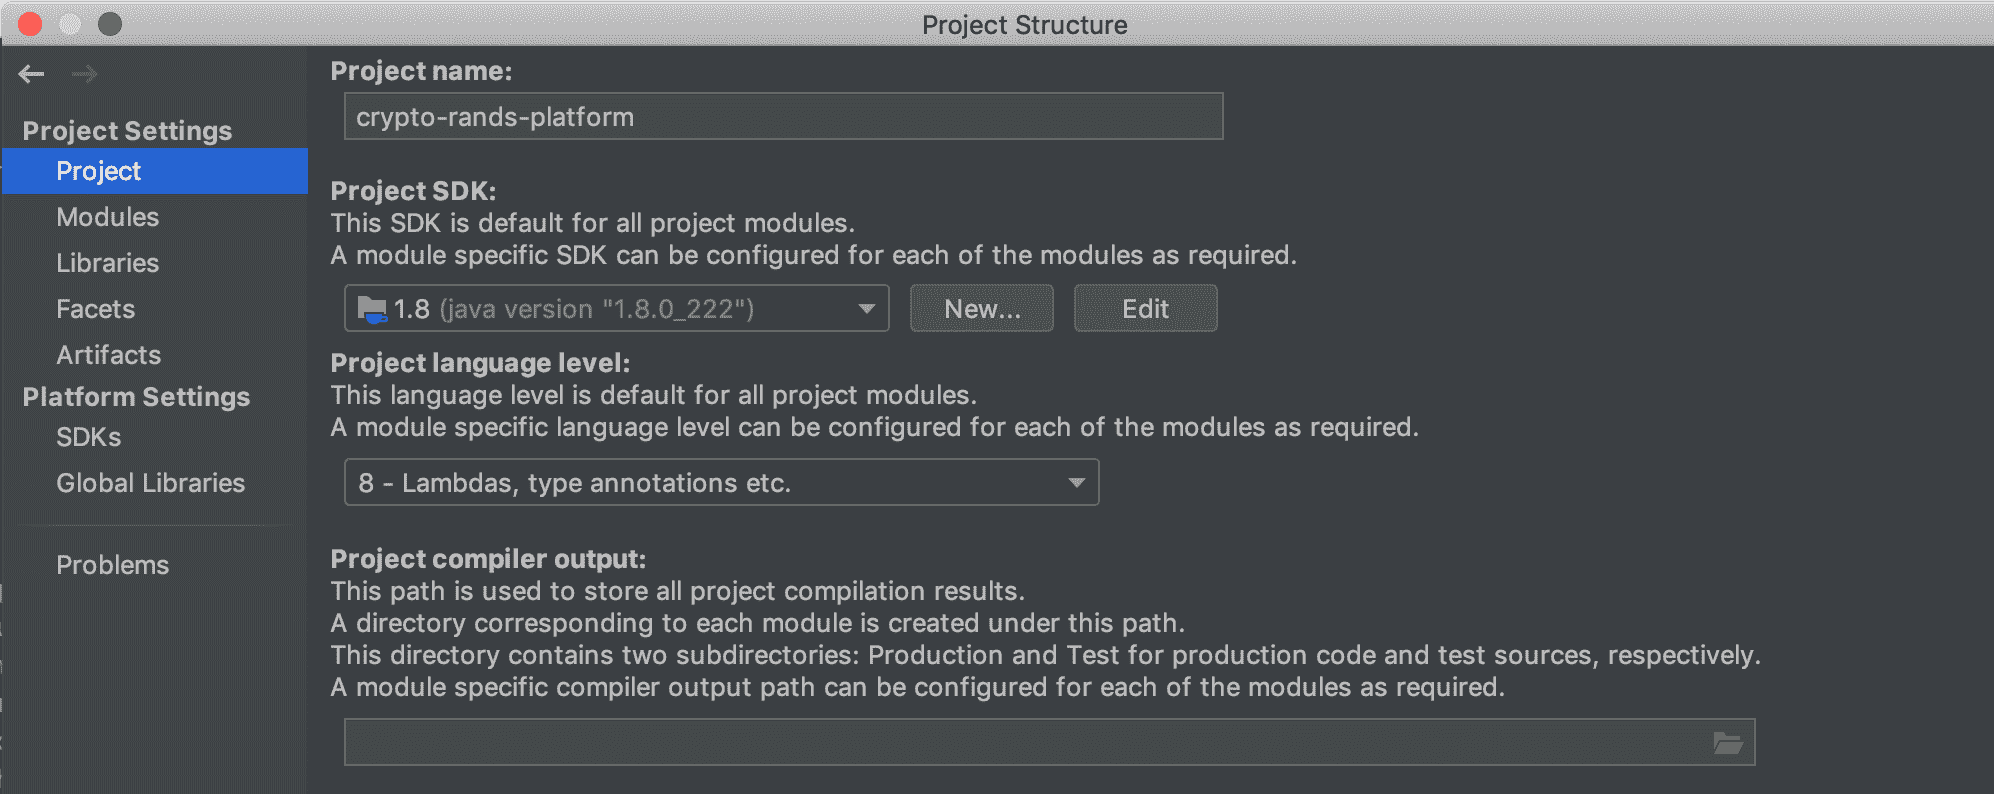 Project Structure
Project Settings
Project
Modules
Libraries
Facets
Artifacts
Platform Settings
SDKs
Global Libraries
Problems
Project name:
crypto-rands-platform
Project SDK:
This SDK is default for all project modules.
A module specific SDK can be configured for each of the modules as required.
1.8 (java version "1.8.0_222")
New...
Edit
Project language level:
This language level is default for all project modules.
A module specific language level can be configured for each of the modules as required.
8 - Lambdas, type annotations etc.
Project compiler output:
This path is used to store all project compilation results.
A directory corresponding to each module is created under this path.
This directory contains two subdirectories: Production and Test for production code and test sources, respectively.
A module specific compiler output path can be configured for each of the modules as required.